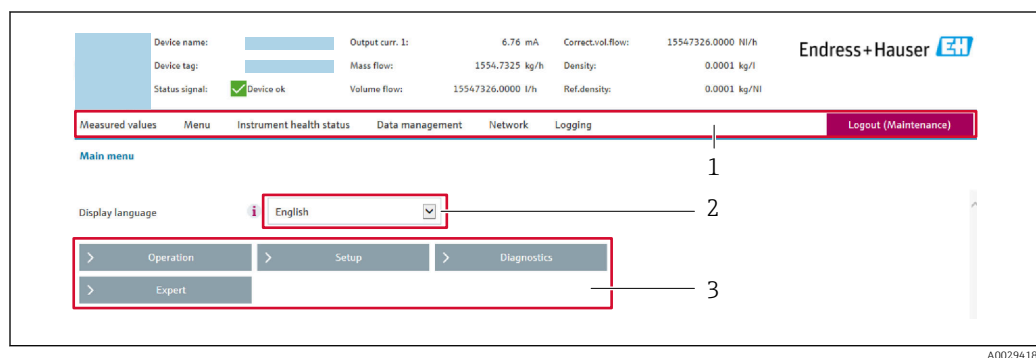 Device name: Output curr. 1: 6.76 mA Correct.vol.flow: 15547326.0000 Nl/h
Endress+Hauser EH
Device tag: Mass flow: 1554.7325 kg/h Density: 0.0001 kg/l
Status signal: Device ok Volume flow: 15547326.0000 l/h Ref.density: 0.0001 kg/Nl
Measured values Menu Instrument health status Data management Network Logging Logout (Maintenance)
Main menu 1
Display language i English 2
> Operation > Setup > Diagnostics
> Expert 3
A0029418